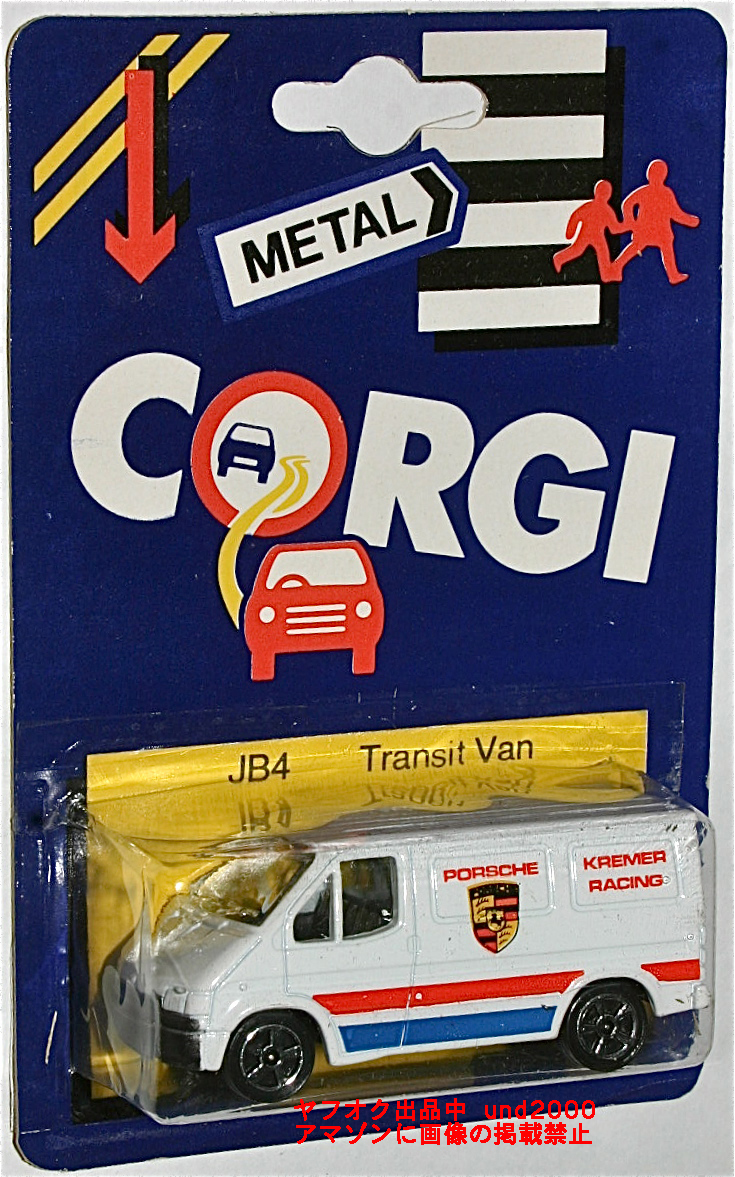 METAL
CORGI
JB4 Transit Van
PORSCHE
KREMER
RACING
ヤフオク出品中 und2000
アマゾンに画像の掲載禁止